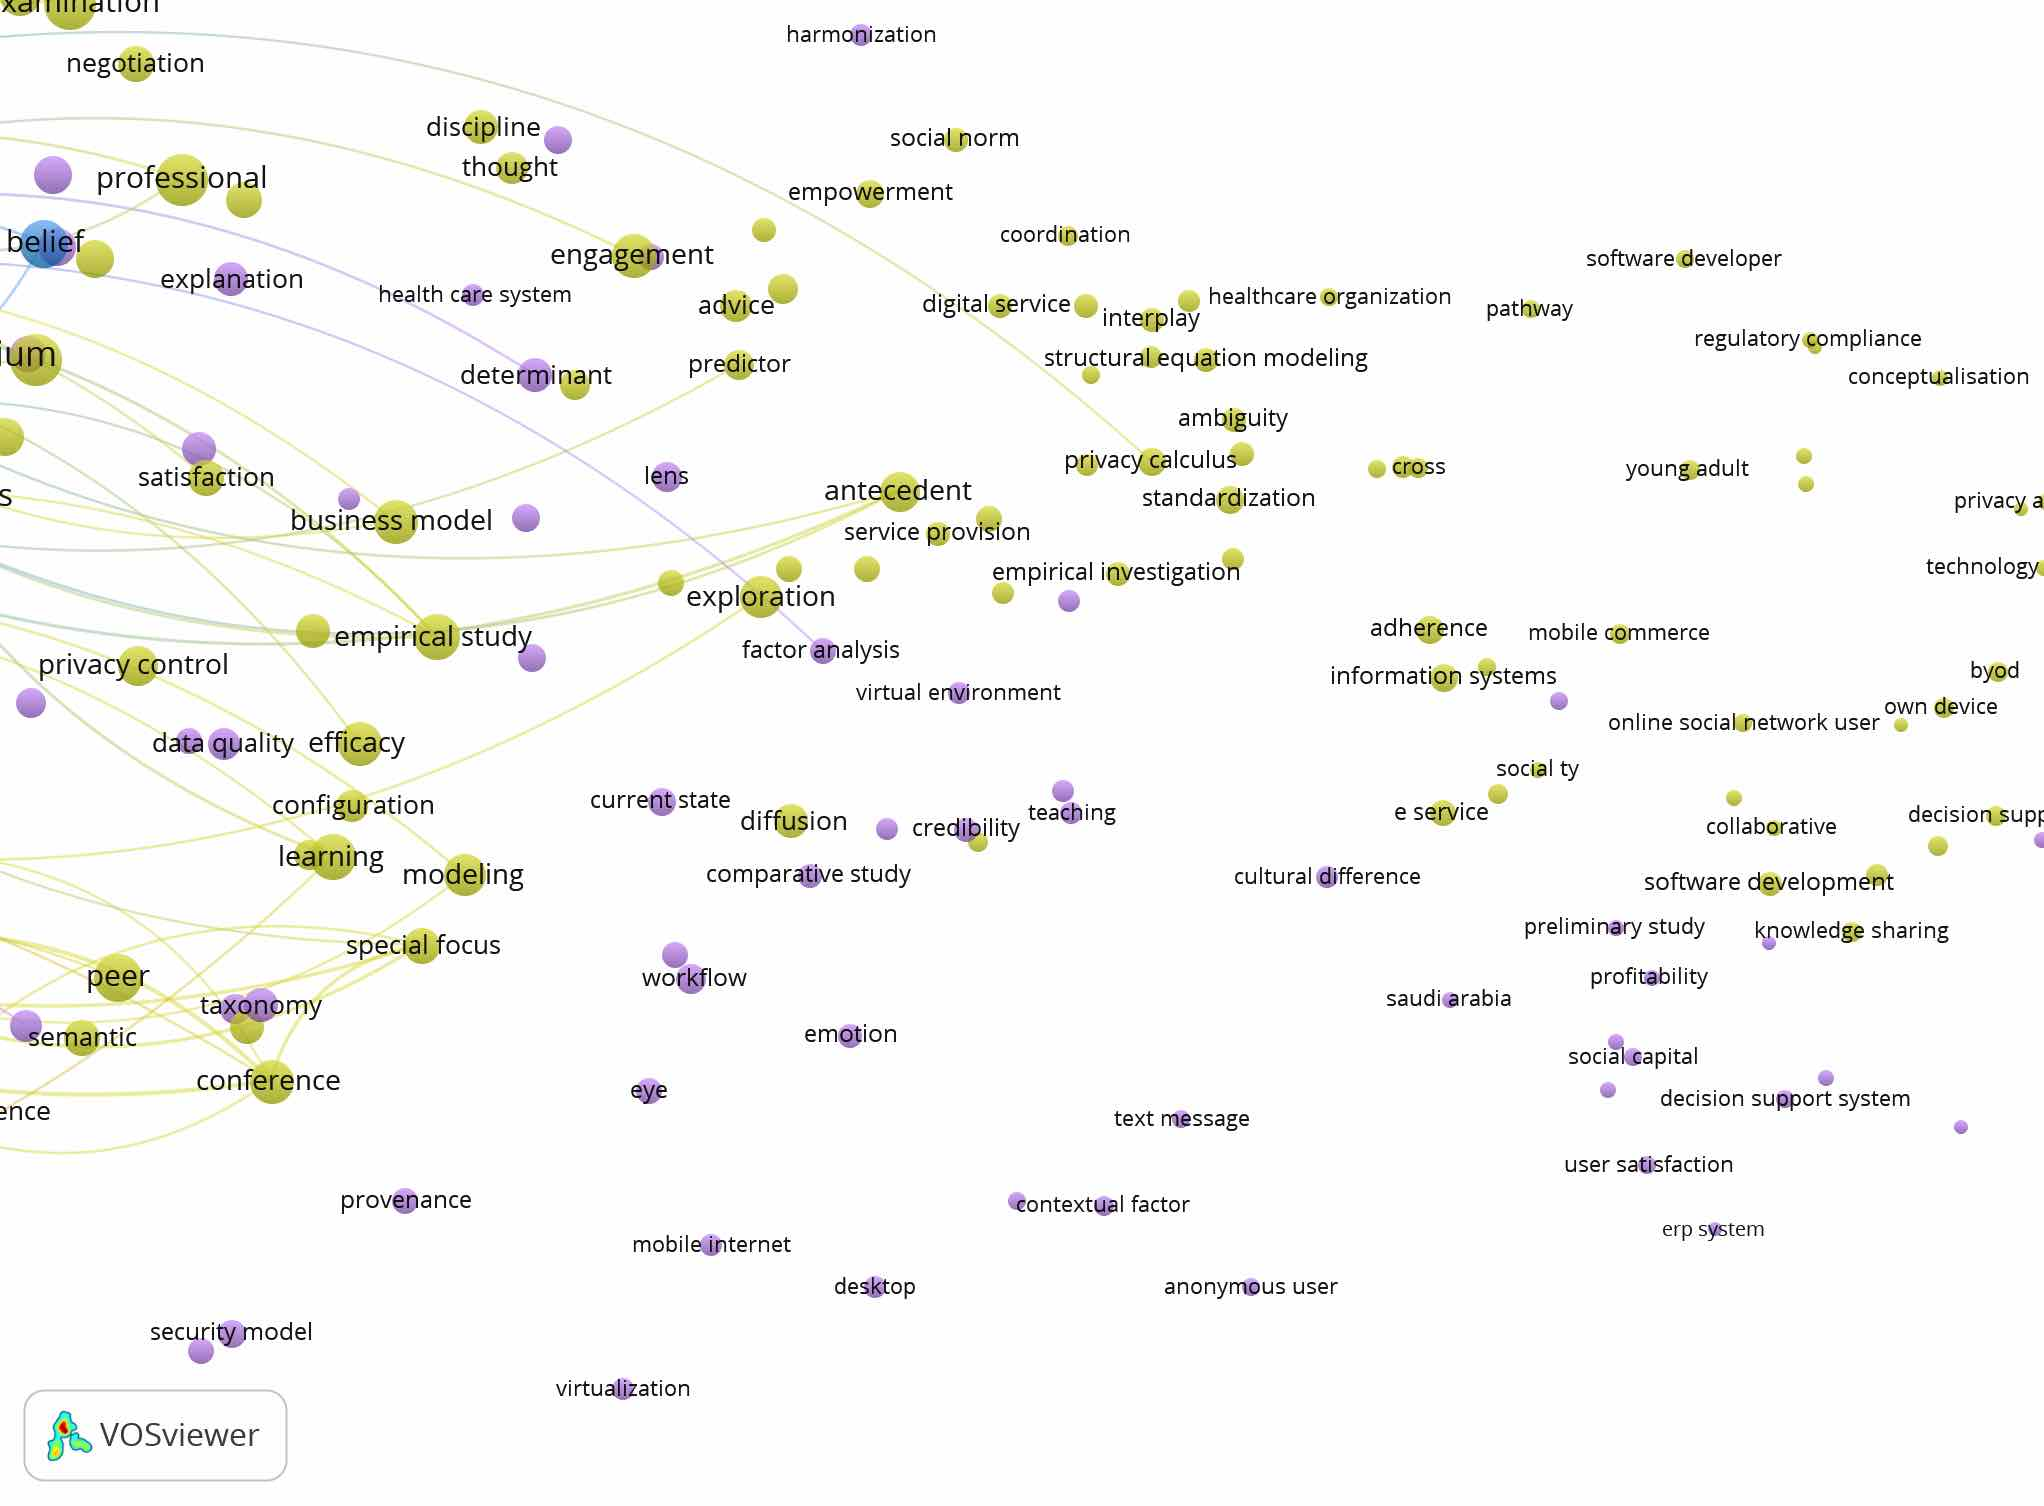 xamination
harmonization
negotiation
discipline
social norm
thought
professional
empowerment
coordination
belief
engagement
software developer
explanation
health care system
advice
digital service
healthcare organization
interplay
pathway
regulatory compliance
ium
structural equation modeling
predictor
determinant
conceptualisation
ambiguity
privacy calculus
cross
young adult
satisfaction
lens
antecedent
s
standardization
privacy a
business model
service provision
empirical investigation
technology
exploration
adherence
mobile commerce
empirical study
factor analysis
privacy control
information systems
byod
virtual environment
own device
online social network user
data quality
efficacy
social ty
configuration
current state
diffusion
credibility
teaching
e service
collaborative
decision supp
learning
modeling
comparative study
cultural difference
software development
preliminary study
knowledge sharing
special focus
peer
workflow
profitability
taxonomy
saudi arabia
semantic
emotion
social capital
conference
eye
decision support system
ence
text message
user satisfaction
provenance
contextual factor
erp system
mobile internet
desktop
anonymous user
security model
virtualization
VOSviewer